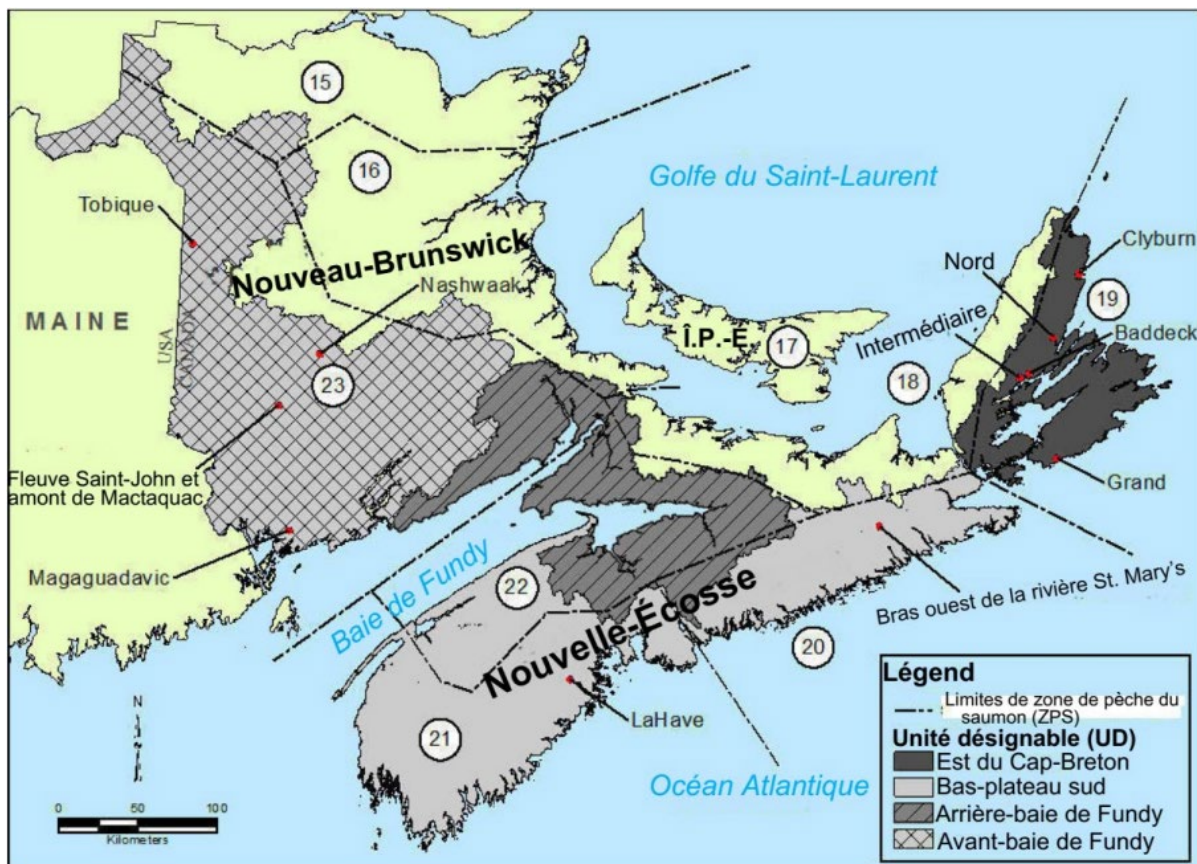 15
16
Golfe du Saint-Laurent
Tobique
Clyburn
Nord
Nouveau-Brunswick
Nashwaak
19
MAINE
USA
CANADA
Î.P.-É
17
Intermédiaire
Baddeck
18
23
Fleuve Saint-John et
amont de Mactaquac
Grand
Magaguadavic
Baie de Fundy
22
Bras ouest de la rivière St. Mary's
Nouvelle-Écosse
20
LaHave
21
Océan Atlantique
N
0 50 100
Kilometers
Légend
Limites de zone de pêche du
saumon (ZPS)
Unité désignable (UD)
Est du Cap-Breton
Bas-plateau sud
Arrière-baie de Fundy
Avant-baie de Fundy